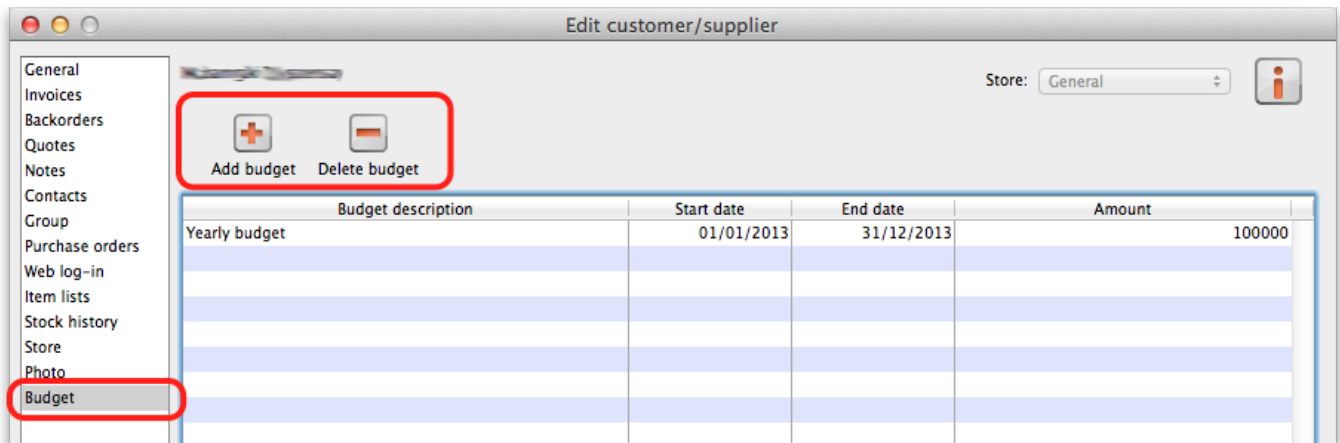 Edit customer/supplier
General
Invoices
Backorders
Quotes
Notes
Contacts
Group
Purchase orders
Web log-in
Item lists
Stock history
Store
Photo
Budget
Store: General
Add budget Delete budget
Budget description Start date End date Amount
Yearly budget 01/01/2013 31/12/2013 100000